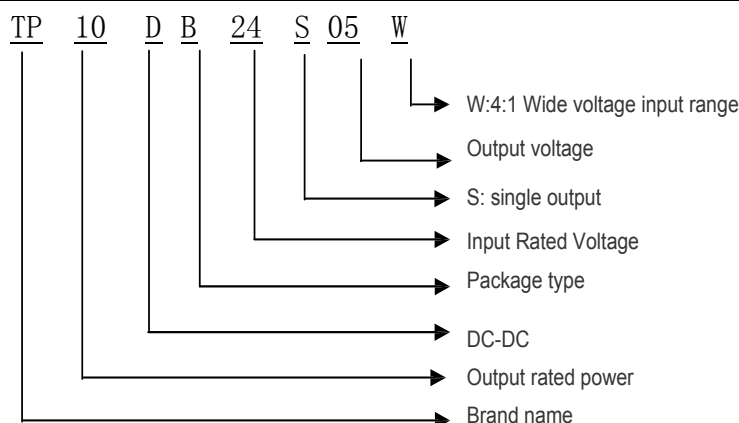 TP 10 D B 24 S 05 W
W:4:1 Wide voltage input range
Output voltage
S: single output
Input Rated Voltage
Package type
DC-DC
Output rated power
Brand name